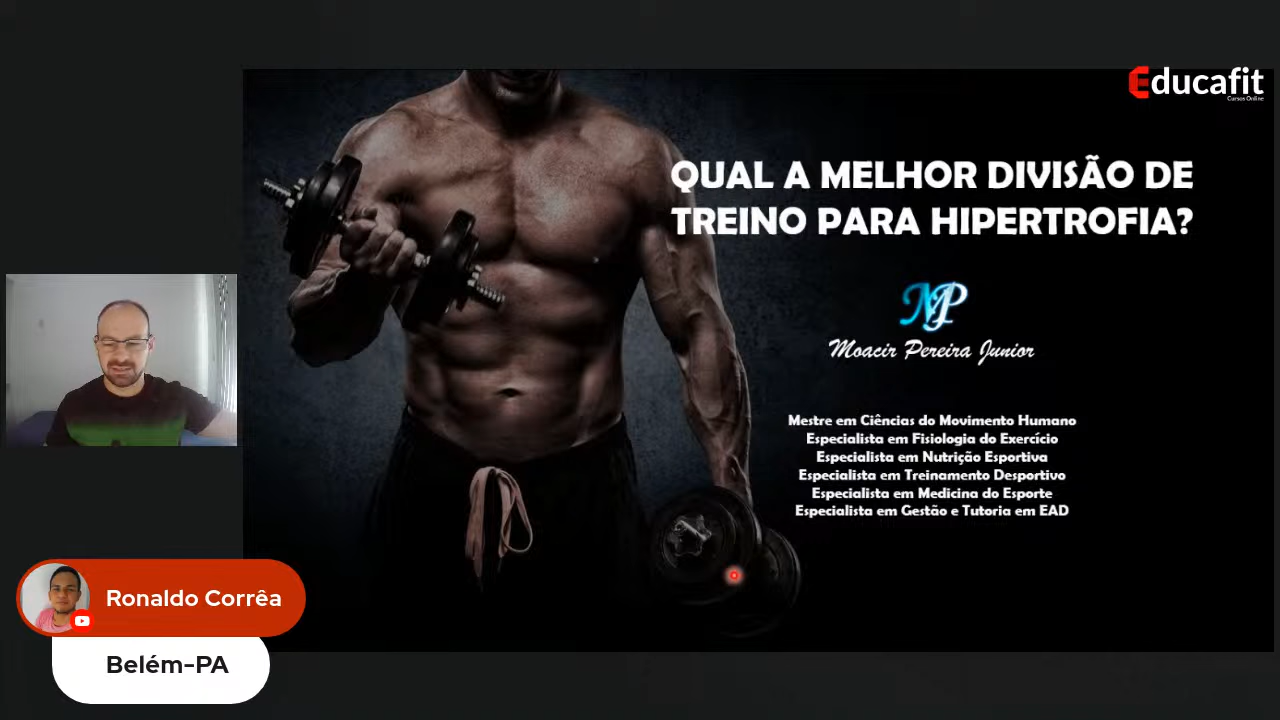 Educafit
Cursos Online
QUAL A MELHOR DIVISÃO DE
TREINO PARA HIPERTROFIA?
MPJ
Moacir Pereira Junior
Mestre em Ciências do Movimento Humano
Especialista em Fisiologia do Exercício
Especialista em Nutrição Esportiva
Especialista em Treinamento Desportivo
Especialista em Medicina do Esporte
Especialista em Gestão e Tutoria em EAD
Ronaldo Corrêa
Belém-PA